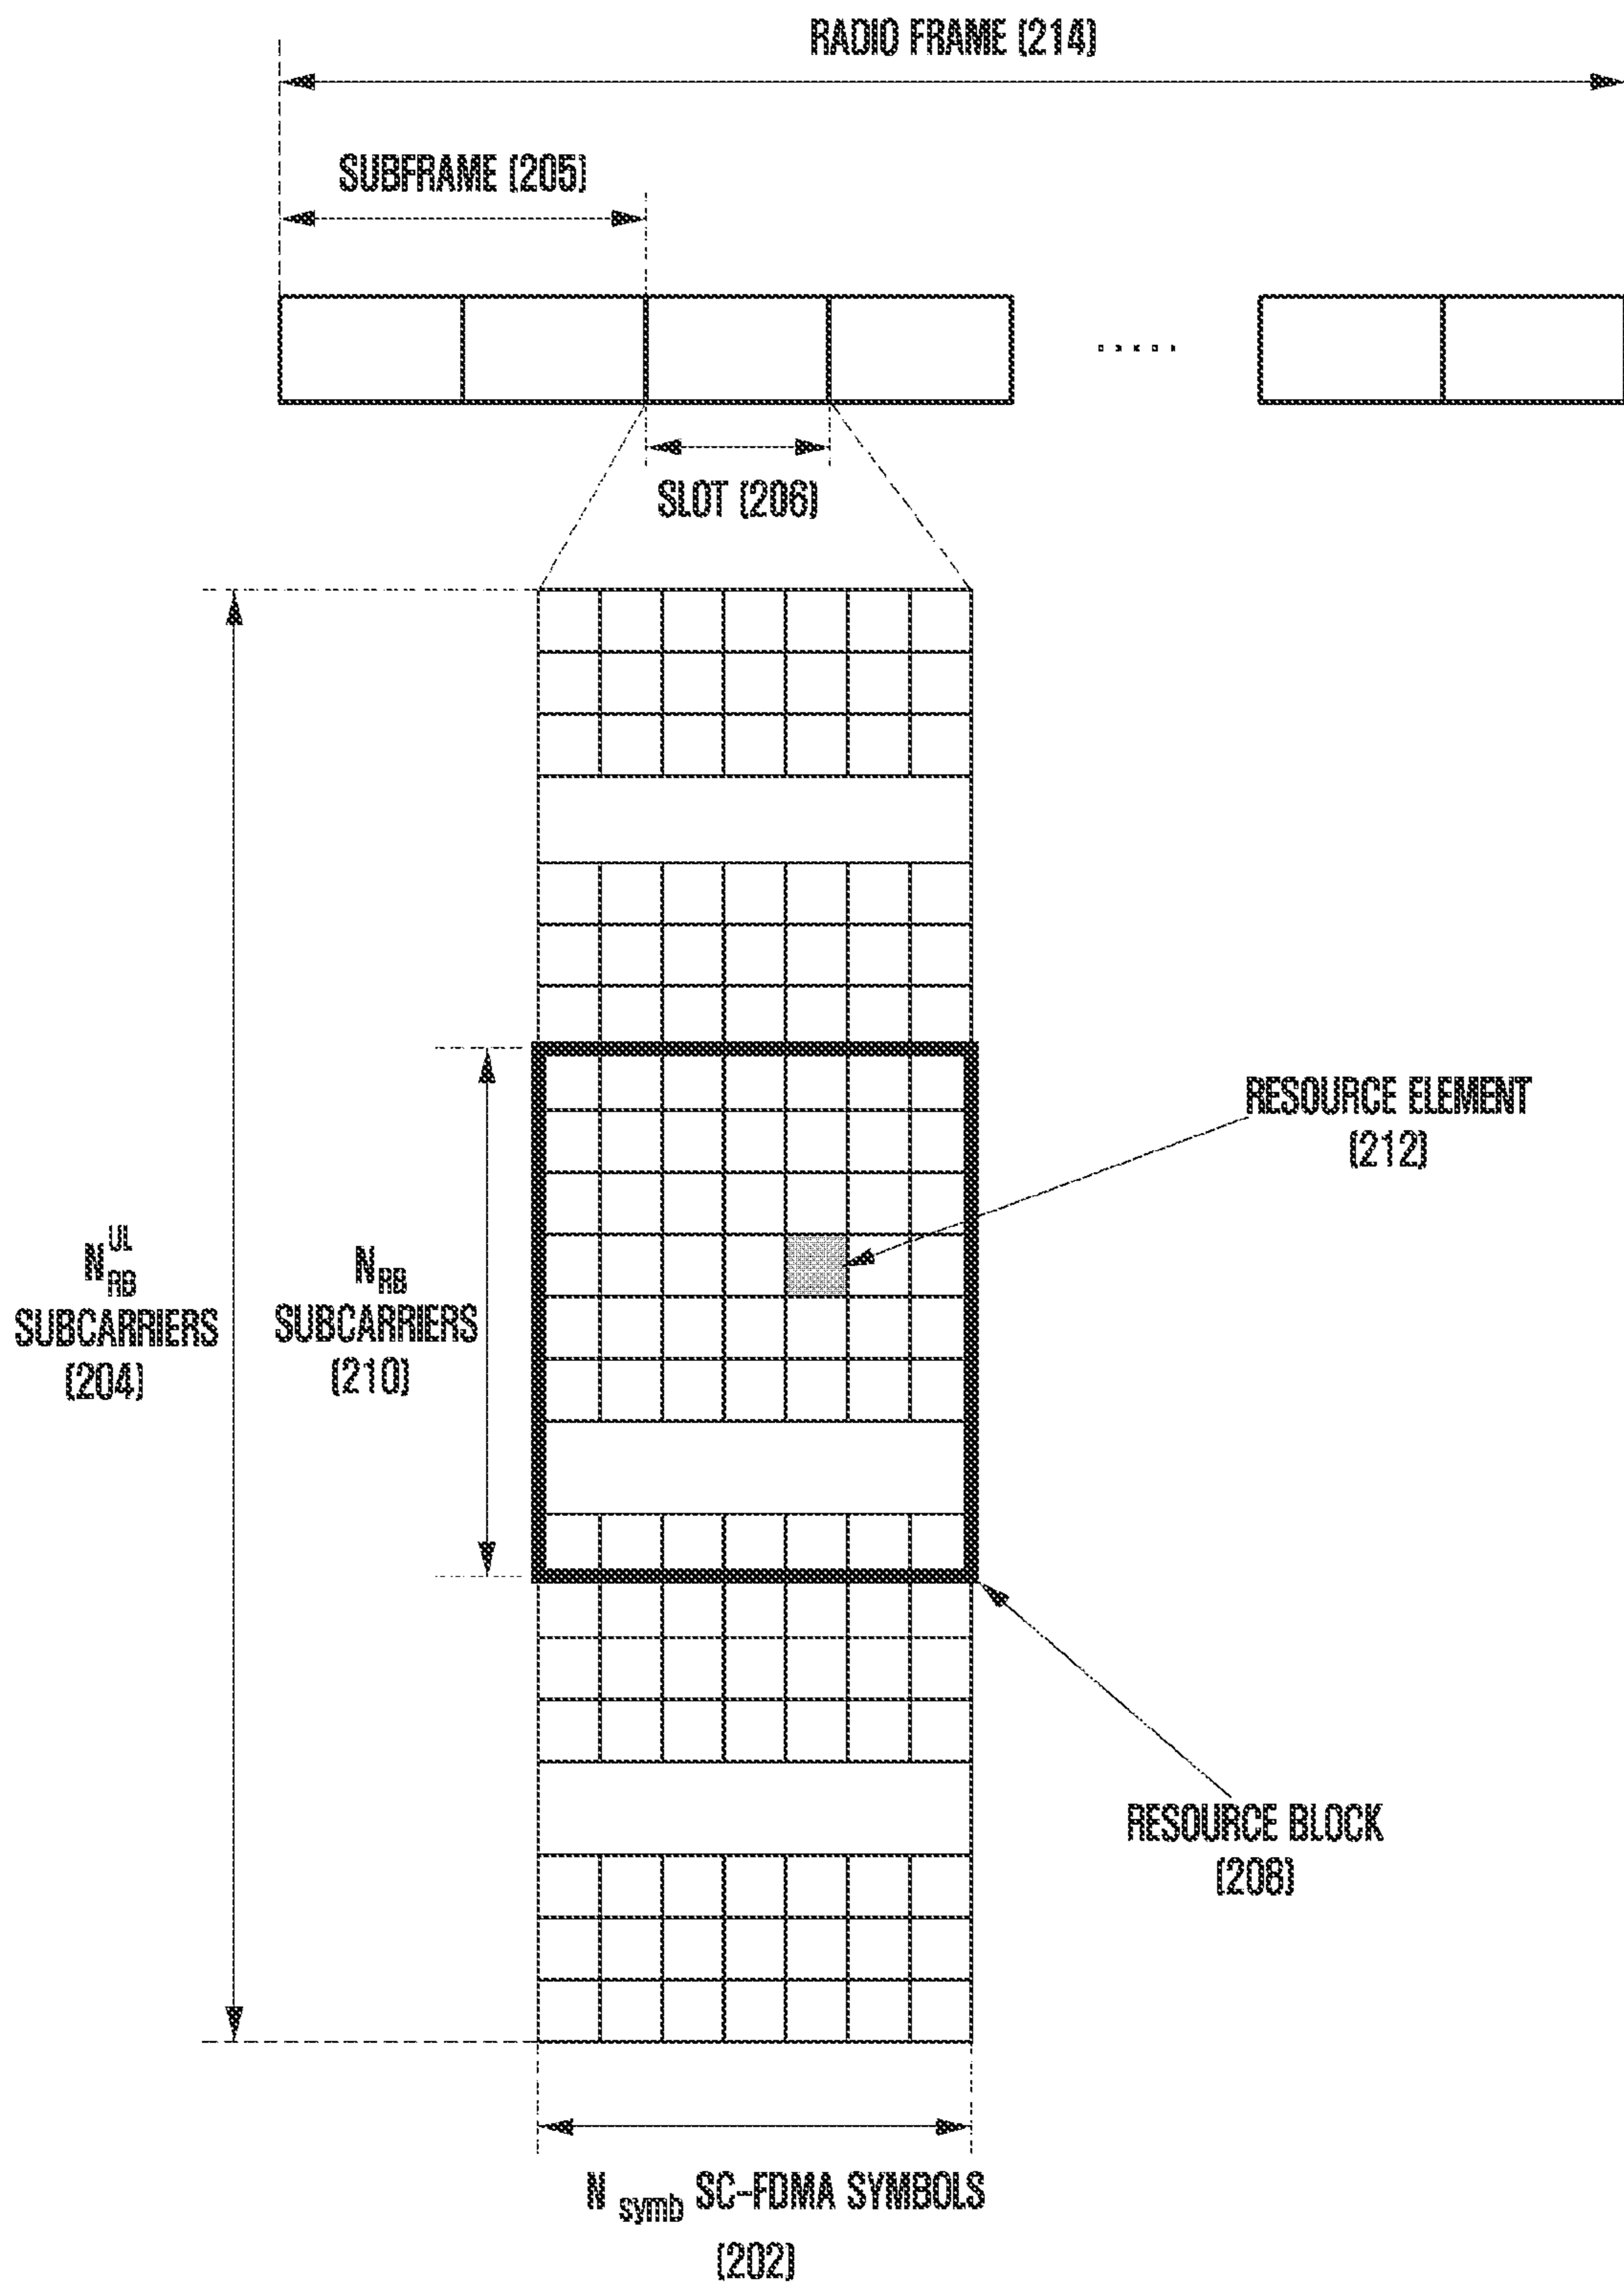 RADIO FRAME (214)
SUBFRAME (205)
.....
SLOT (206)
RESOURCE ELEMENT
(212)
N UL RB
SUBCARRIERS
(204)
N RB
SUBCARRIERS
(210)
RESOURCE BLOCK
(208)
N symb SC-FDMA SYMBOLS
(202)